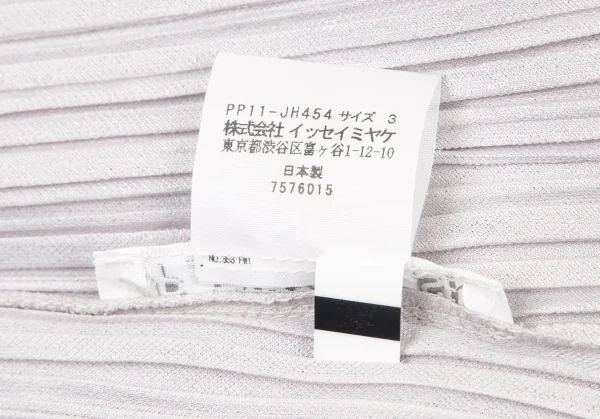 PP11-JH454 サイズ 3
株式会社 イッセイミヤケ
東京都渋谷区富ヶ谷1-12-10
日本製
7576015